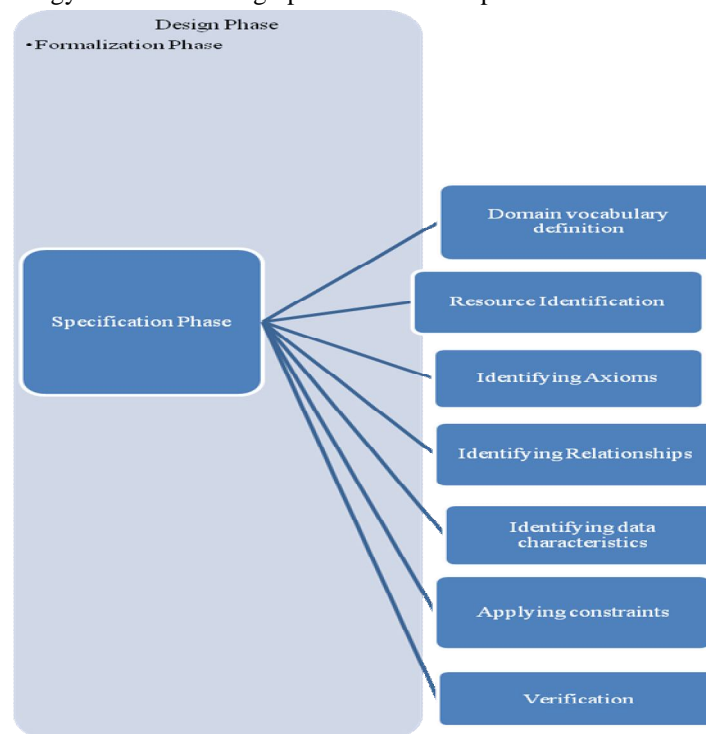 Design Phase
•Formalization Phase
Domain vocabulary
definition
Specification Phase
Resource Identification
Identifying Axioms
Identifying Relationships
Identifying data
characteristics
Applying constraints
Verification